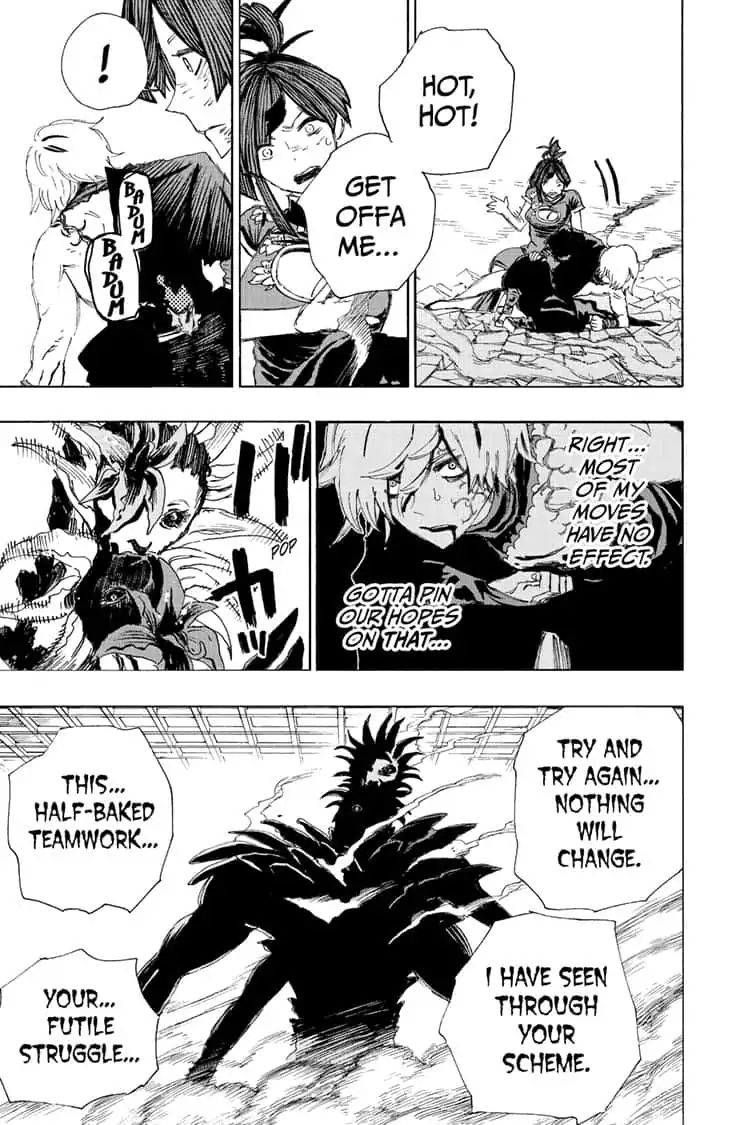 HOT,
HOT!
GET
OFFA
ME...
!
BADUM
BADUM
RIGHT...
MOST
OF MY
MOVES
HAVE NO
EFFECT.
GOTTA PIN
OUR HOPES
ON THAT...
POP
TRY AND
TRY AGAIN...
NOTHING
WILL
CHANGE.
I HAVE SEEN
THROUGH
YOUR
SCHEME.
THIS...
HALF-BAKED
TEAMWORK...
YOUR...
FUTILE
STRUGGLE...